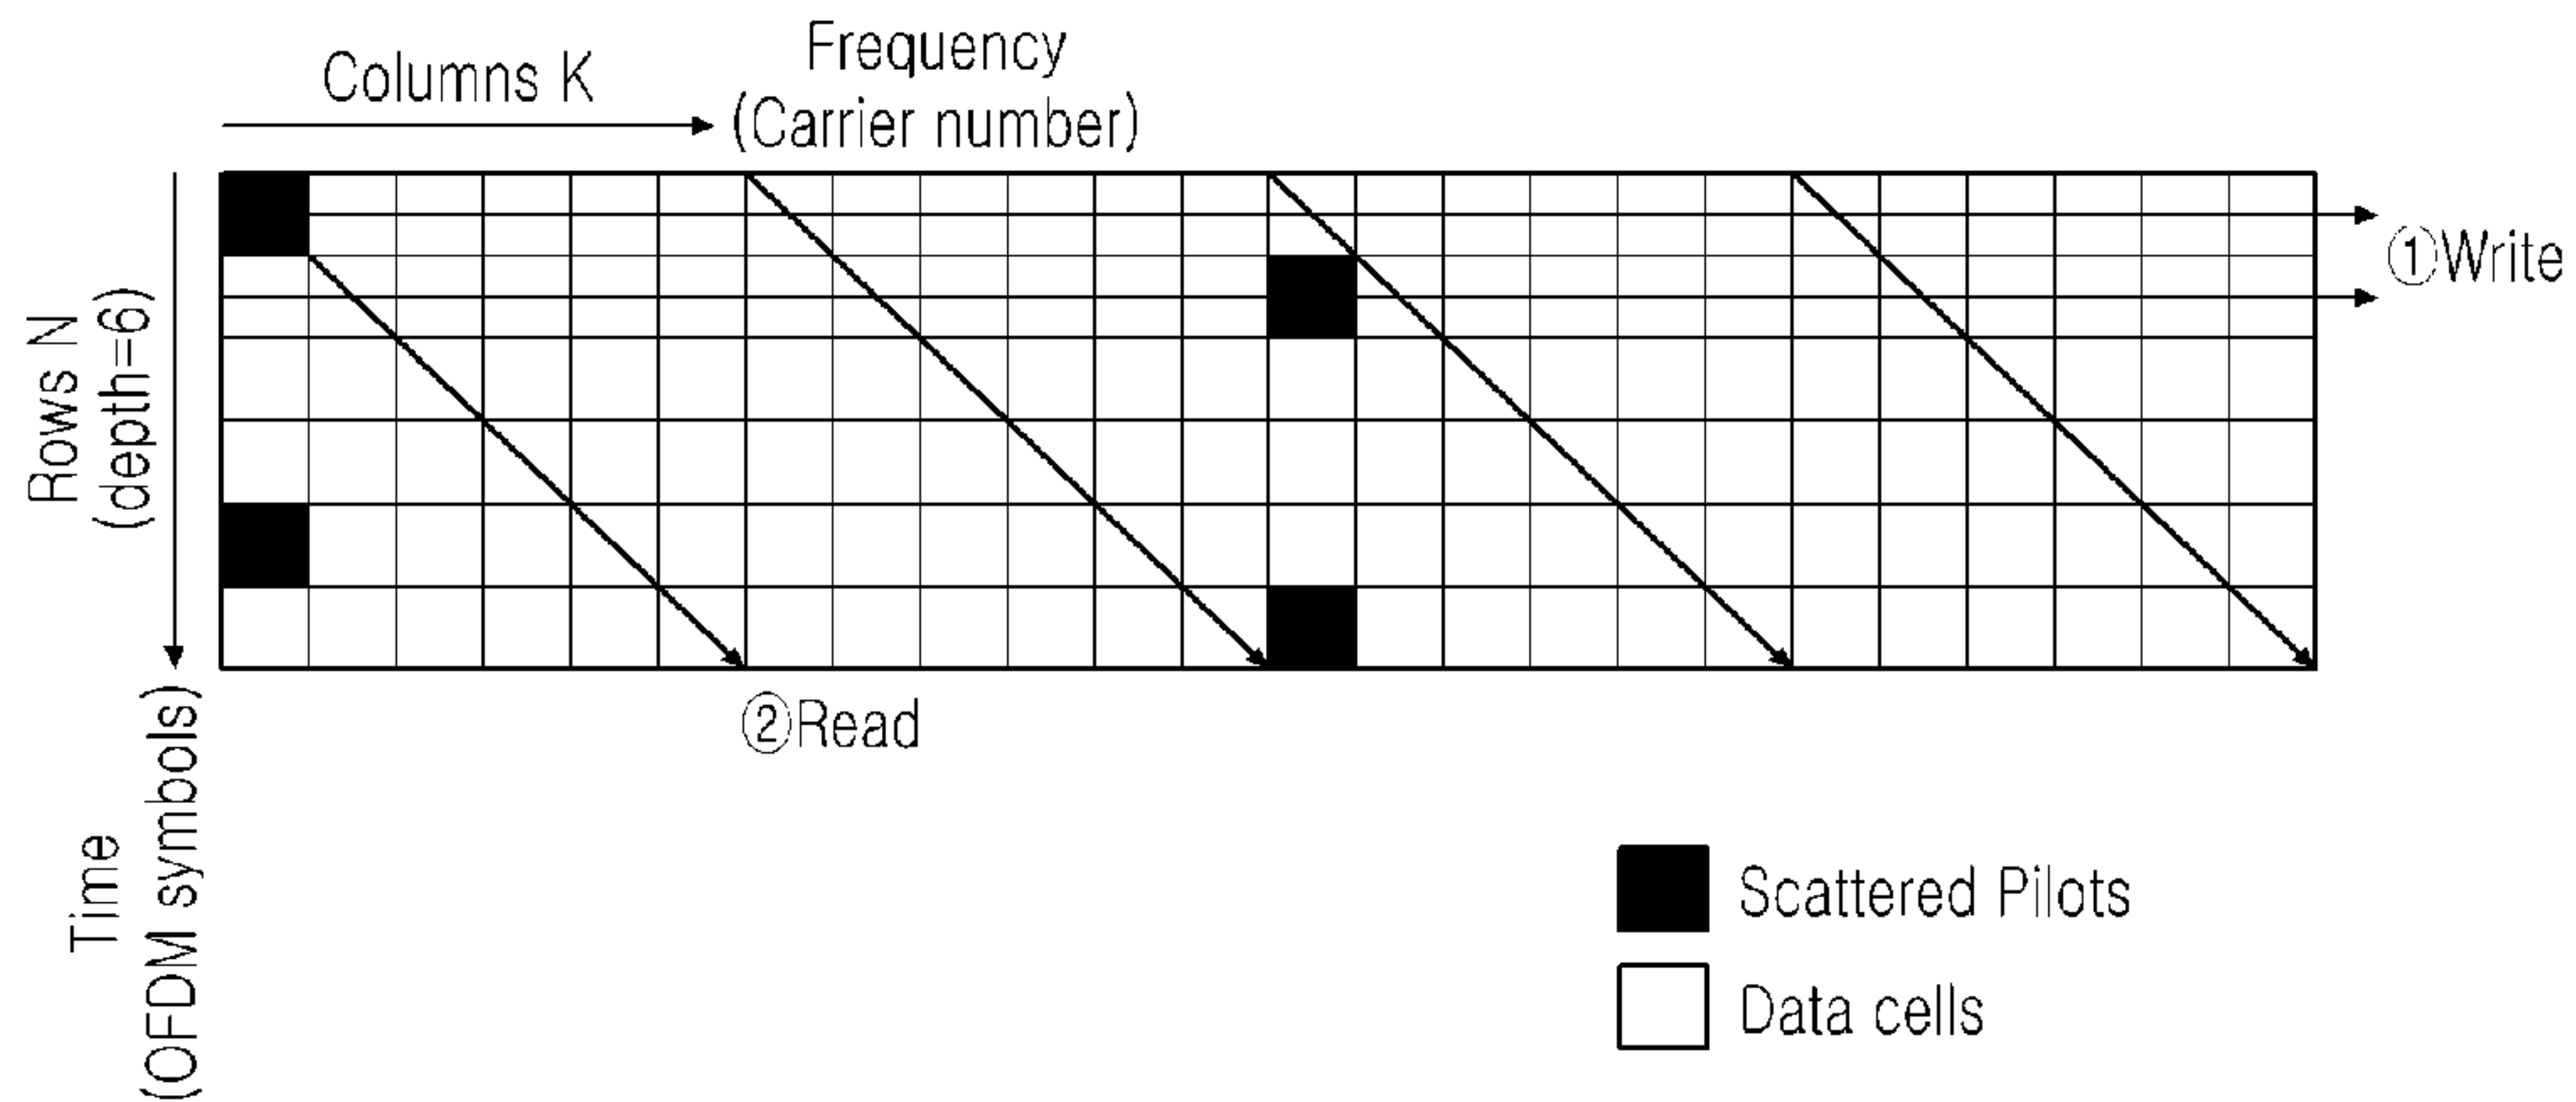 Columns K
Frequency
(Carrier number)
①Write
Rows N
(depth=6)
②Read
Time
(OFDM symbols)
Scattered Pilots
Data cells